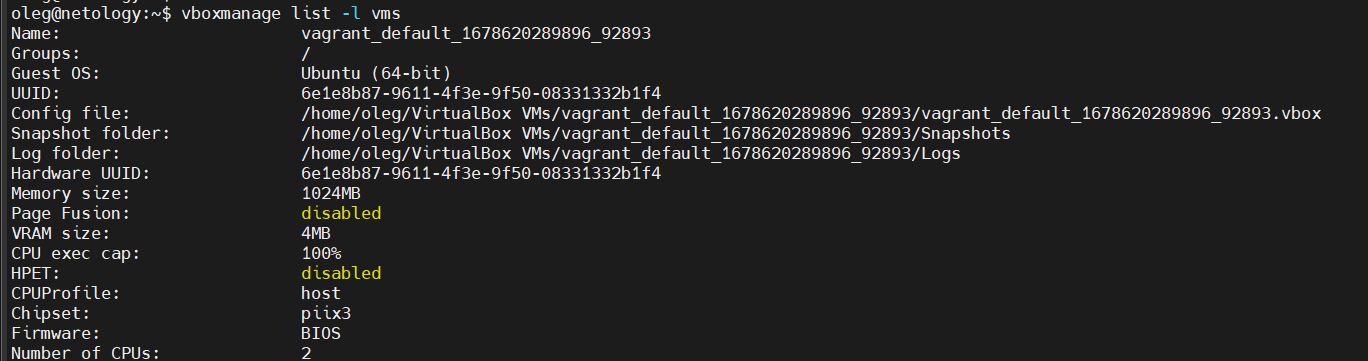 oleg@netology:~$ vboxmanage list -l vms
Name: vagrant_default_1678620289896_92893
Groups: /
Guest OS: Ubuntu (64-bit)
UUID: 6e1e8b87-9611-4f3e-9f50-08331332b1f4
Config file: /home/oleg/VirtualBox VMs/vagrant_default_1678620289896_92893/vagrant_default_1678620289896_92893.vbox
Snapshot folder: /home/oleg/VirtualBox VMs/vagrant_default_1678620289896_92893/Snapshots
Log folder: /home/oleg/VirtualBox VMs/vagrant_default_1678620289896_92893/Logs
Hardware UUID: 6e1e8b87-9611-4f3e-9f50-08331332b1f4
Memory size: 1024MB
Page Fusion: disabled
VRAM size: 4MB
CPU exec cap: 100%
HPET: disabled
CPUProfile: host
Chipset: piix3
Firmware: BIOS
Number of CPUs: 2